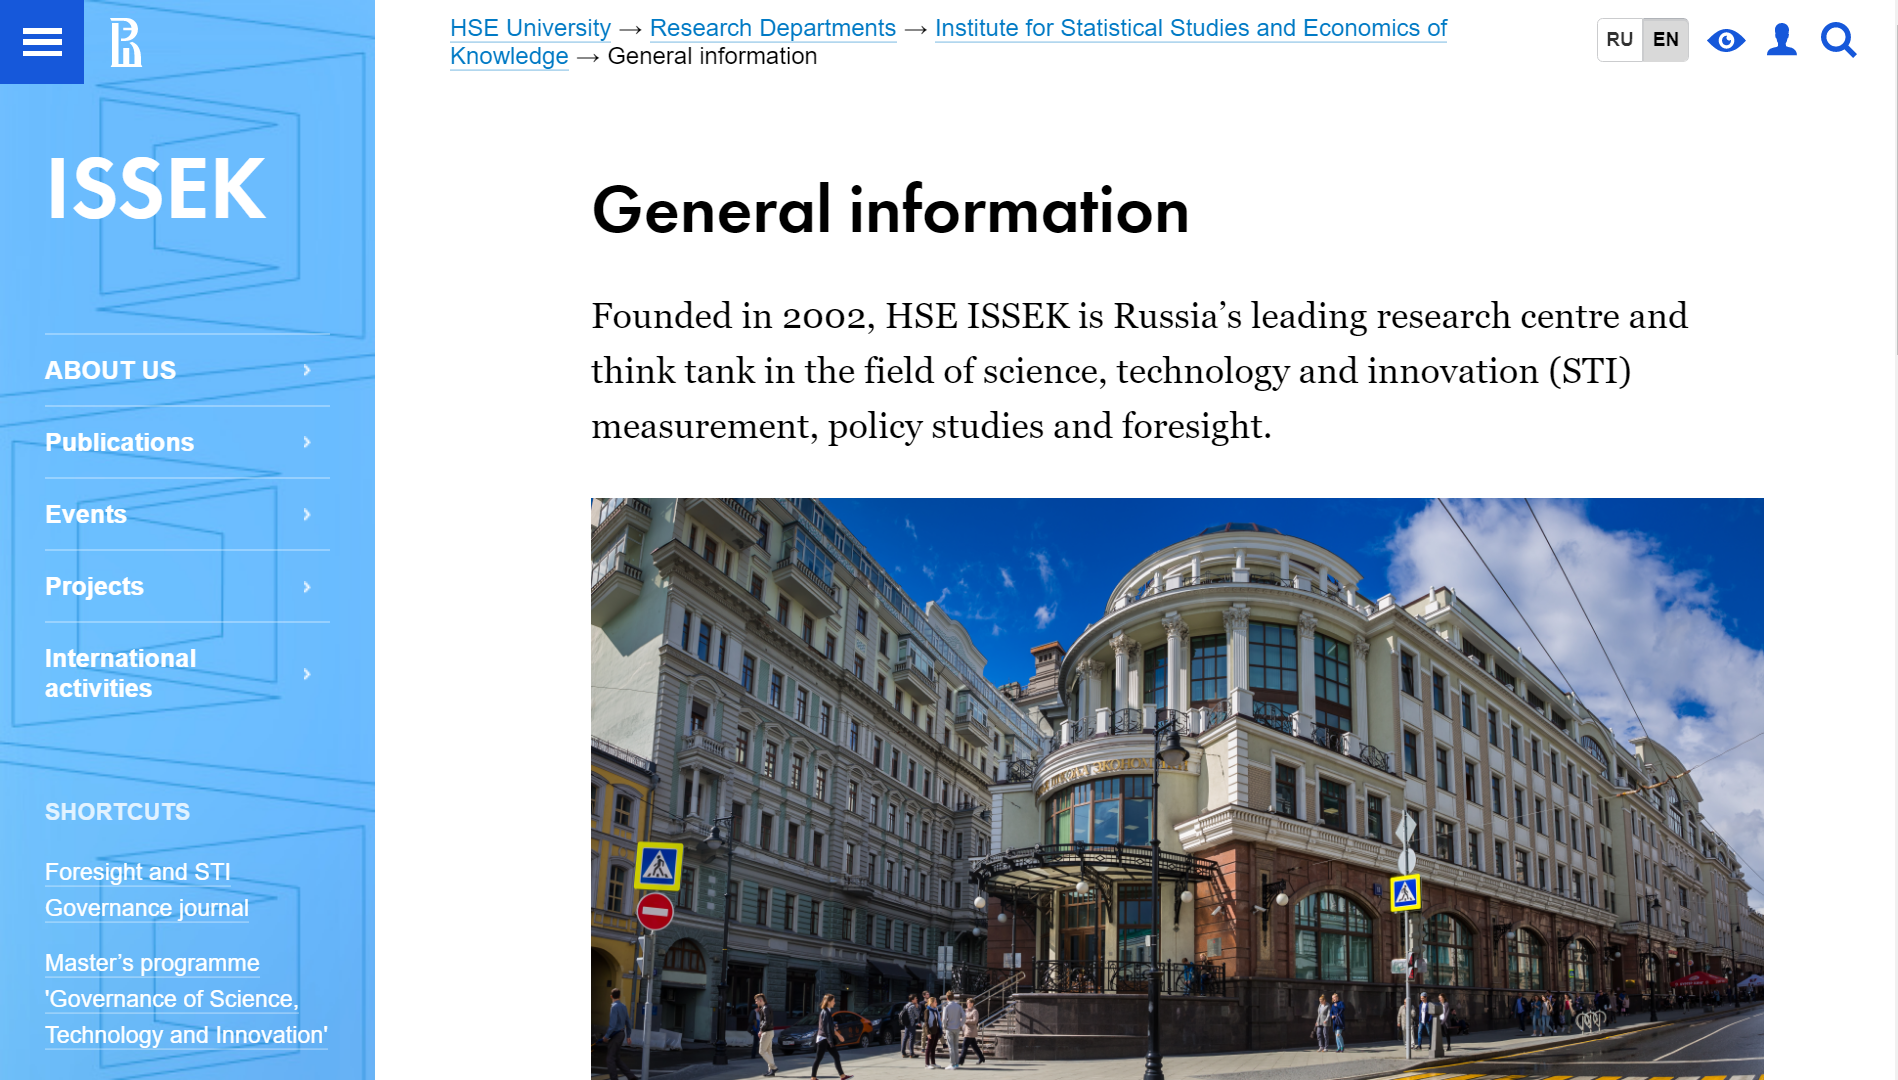 HSE University → Research Departments → Institute for Statistical Studies and Economics of
Knowledge → General information
RU EN
ISSEK
ABOUT US
Publications
Events
Projects
International
activities
SHORTCUTS
Foresight and STI
Governance journal
Master's programme
'Governance of Science,
Technology and Innovation'
General information
Founded in 2002, HSE ISSEK is Russia's leading research centre and
think tank in the field of science, technology and innovation (STI)
measurement, policy studies and foresight.